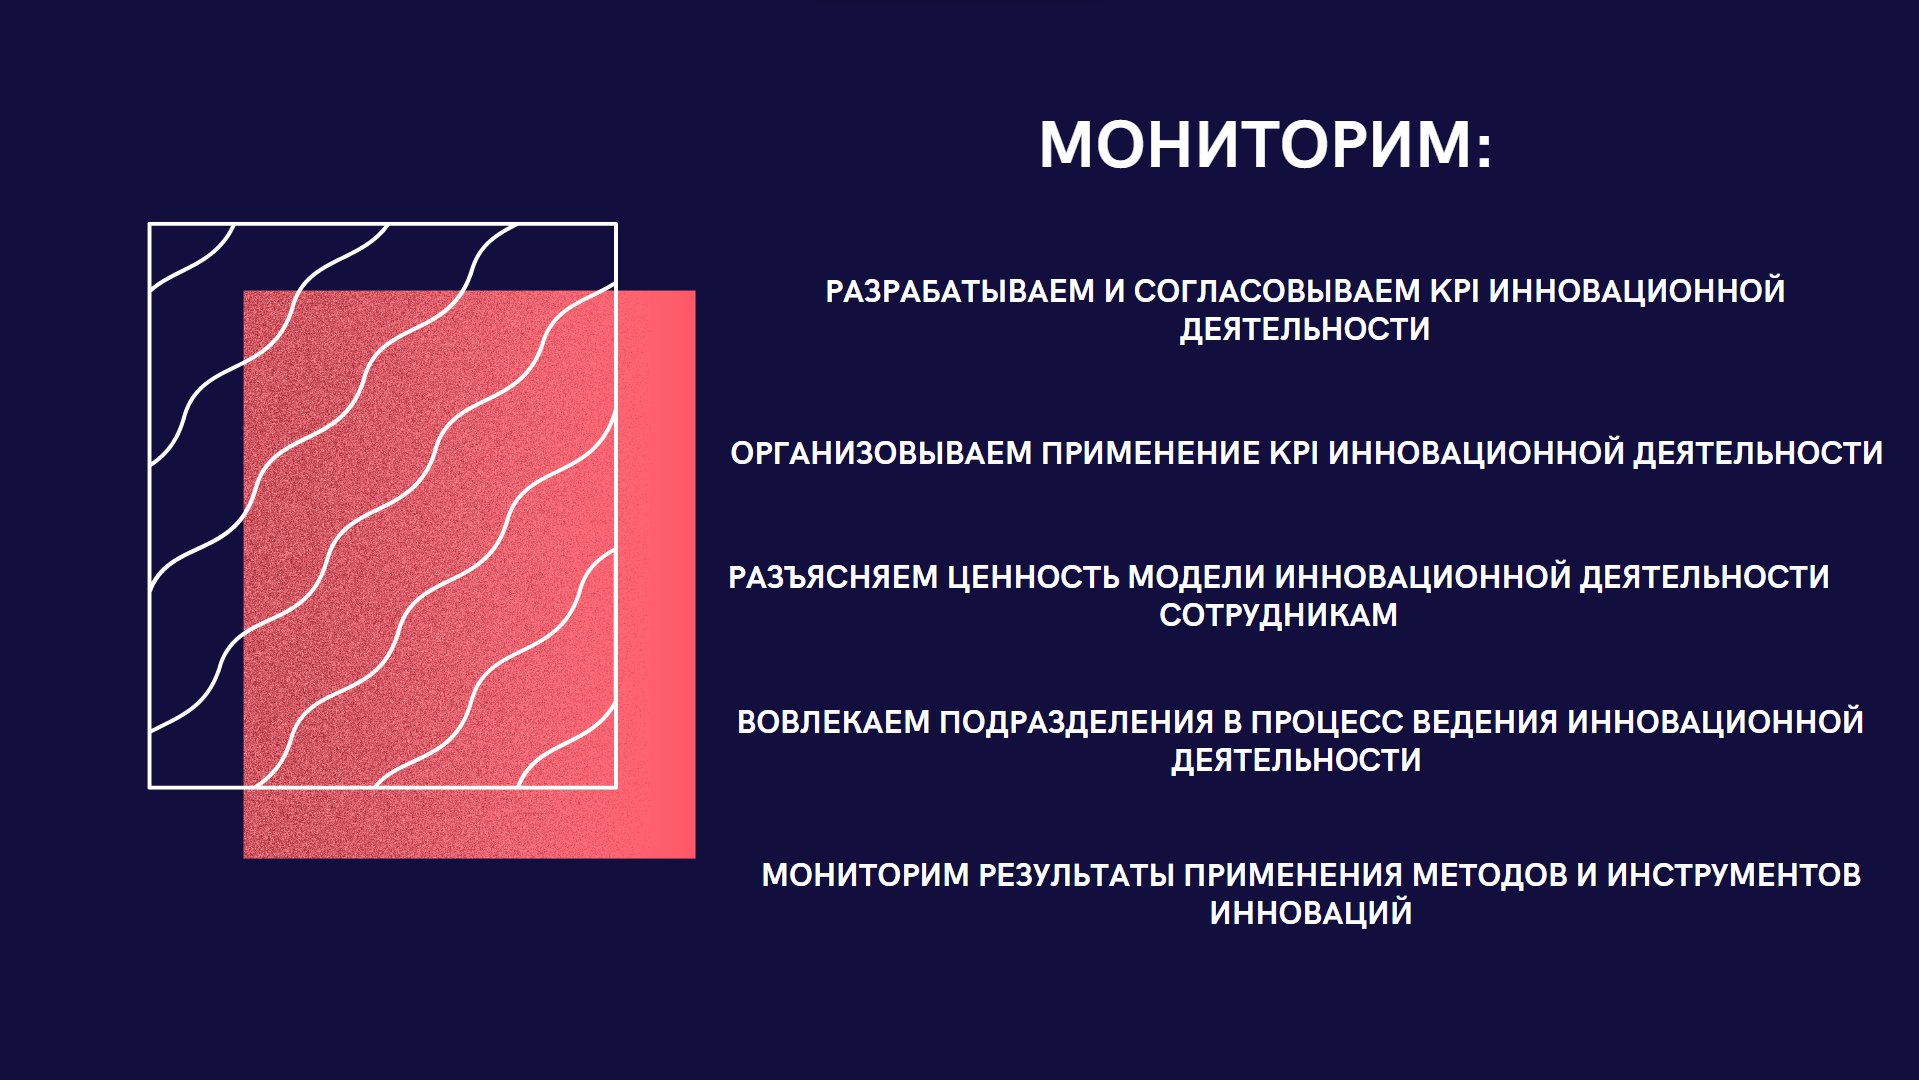 МОНИТОРИМ:
РАЗРАБАТЫВАЕМ И СОГЛАСОВЫВАЕМ KPI ИННОВАЦИОННОЙ
ДЕЯТЕЛЬНОСТИ
ОРГАНИЗОВЫВАЕМ ПРИМЕНЕНИЕ KPI ИННОВАЦИОННОЙ ДЕЯТЕЛЬНОСТИ
РАЗЪЯСНЯЕМ ЦЕННОСТЬ МОДЕЛИ ИННОВАЦИОННОЙ ДЕЯТЕЛЬНОСТИ
СОТРУДНИКАМ
ВОВЛЕКАЕМ ПОДРАЗДЕЛЕНИЯ В ПРОЦЕСС ВЕДЕНИЯ ИННОВАЦИОННОЙ
ДЕЯТЕЛЬНОСТИ
МОНИТОРИМ РЕЗУЛЬТАТЫ ПРИМЕНЕНИЯ МЕТОДОВ И ИНСТРУМЕНТОВ
ИННОВАЦИЙ